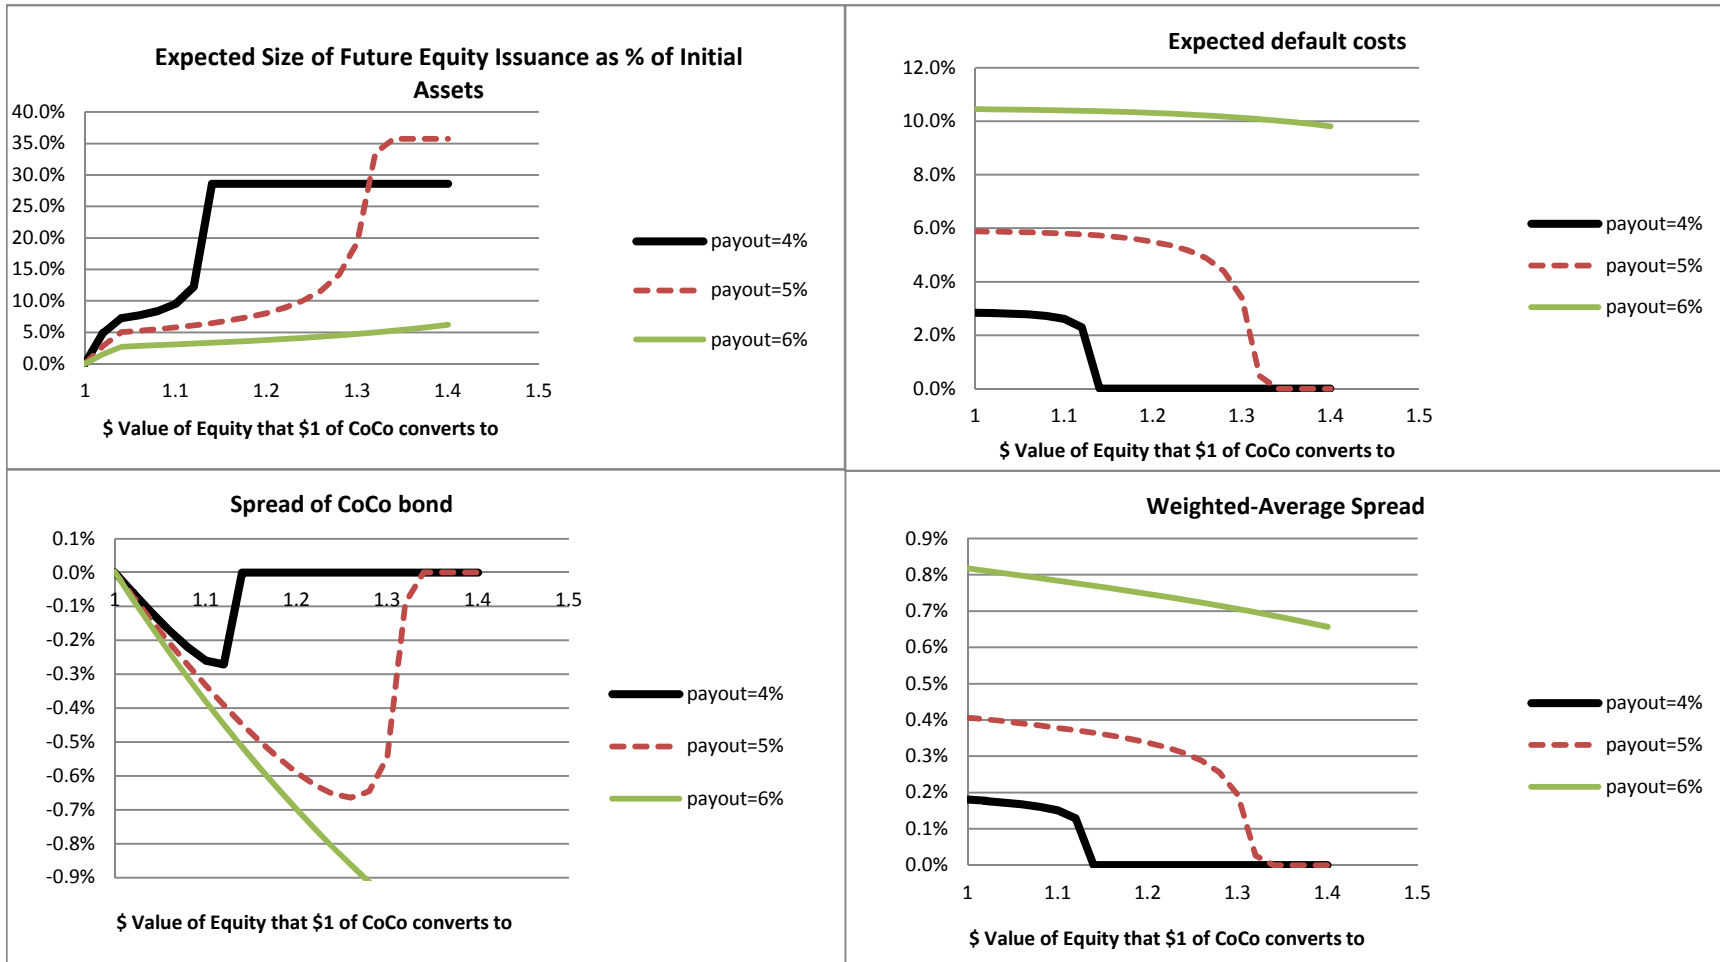 Expected Size of Future Equity Issuance as % of Initial
Assets
40.0%
35.0%
30.0%
25.0%
20.0%
15.0%
10.0%
5.0%
0.0%
1 1.1 1.2 1.3 1.4 1.5
$ Value of Equity that $1 of CoCo converts to
payout=4%
payout=5%
payout=6%
Expected default costs
12.0%
10.0%
8.0%
6.0%
4.0%
2.0%
0.0%
1 1.1 1.2 1.3 1.4 1.5
$ Value of Equity that $1 of CoCo converts to
payout=4%
payout=5%
payout=6%
Spread of CoCo bond
0.1%
0.0%
-0.1%
-0.2%
-0.3%
-0.4%
-0.5%
-0.6%
-0.7%
-0.8%
-0.9%
1 1.1 1.2 1.3 1.4 1.5
$ Value of Equity that $1 of CoCo converts to
payout=4%
payout=5%
payout=6%
Weighted-Average Spread
0.9%
0.8%
0.7%
0.6%
0.5%
0.4%
0.3%
0.2%
0.1%
0.0%
1 1.1 1.2 1.3 1.4 1.5
$ Value of Equity that $1 of CoCo converts to
payout=4%
payout=5%
payout=6%